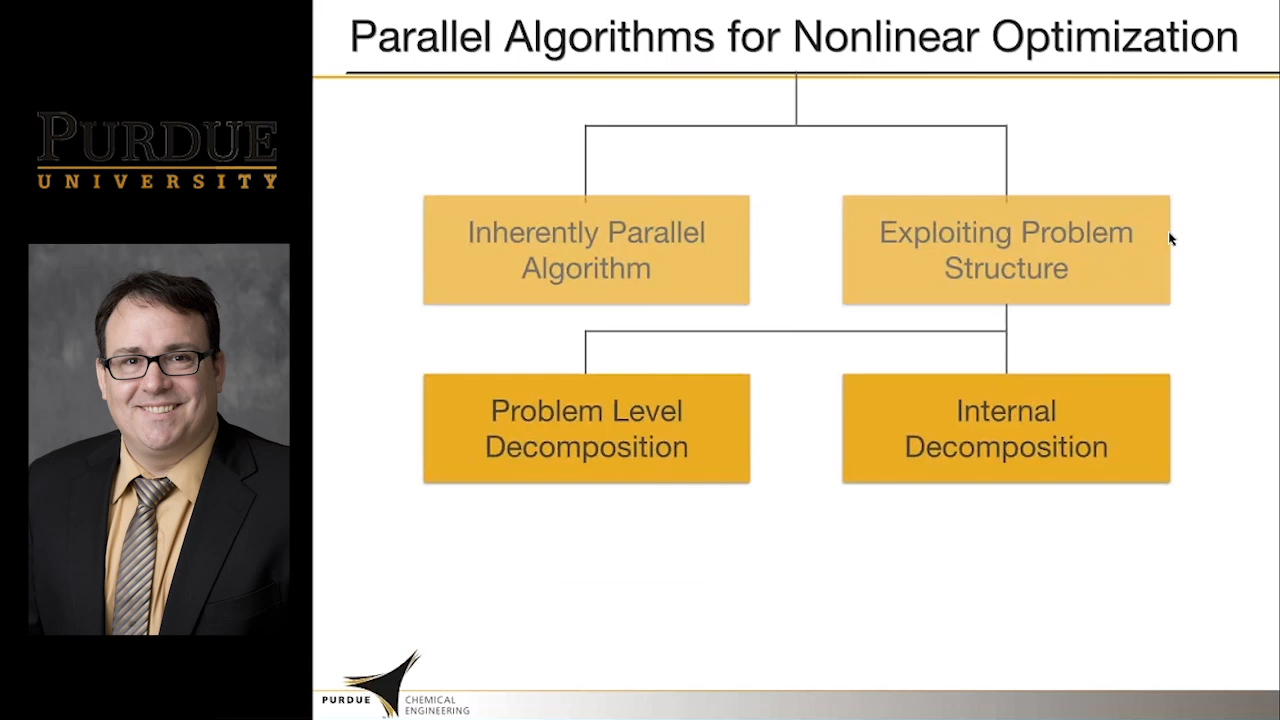 PURDUE
UNIVERSITY
Parallel Algorithms for Nonlinear Optimization
Inherently Parallel
Algorithm
Exploiting Problem
Structure
Problem Level
Decomposition
Internal
Decomposition
PURDUE
CHEMICAL
ENGINEERING